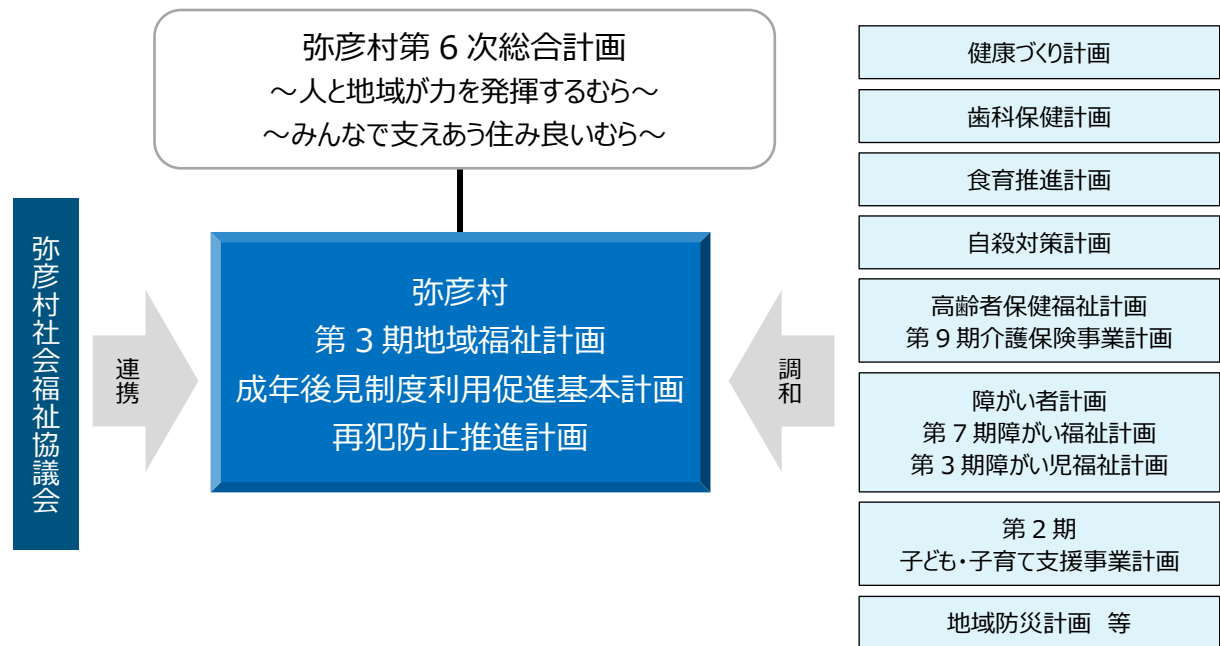 弥彦村第6次総合計画
～人と地域が力を発揮するむら～
～みんなで支えあう住み良いむら～
弥彦村社会福祉協議会
連携
弥彦村
第3期地域福祉計画
成年後見制度利用促進基本計画
再犯防止推進計画
調和
健康づくり計画
歯科保健計画
食育推進計画
自殺対策計画
高齢者保健福祉計画
第9期介護保険事業計画
障がい者計画
第7期障がい福祉計画
第3期障がい児福祉計画
第2期
子ども・子育て支援事業計画
地域防災計画 等